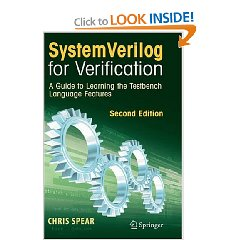 Click to LOOK INSIDE!
SystemVerilog
for Verification
A Guide to Learning the Testbench
Language Features
Second Edition
CHRIS SPEAR
Springer